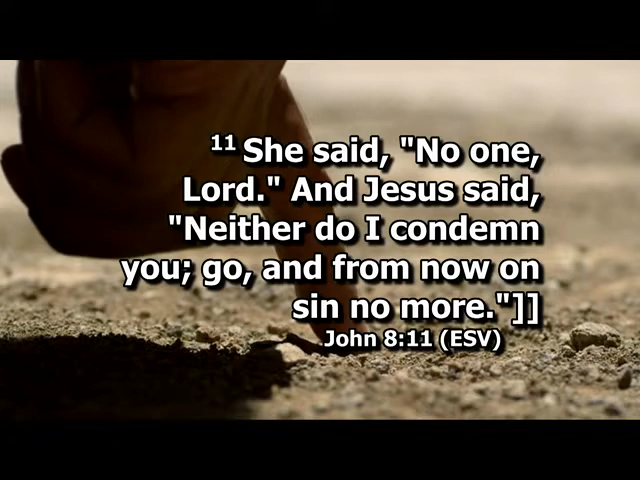 11 She said, "No one,
Lord." And Jesus said,
"Neither do I condemn
you; go, and from now on
sin no more."]]
John 8:11 (ESV)